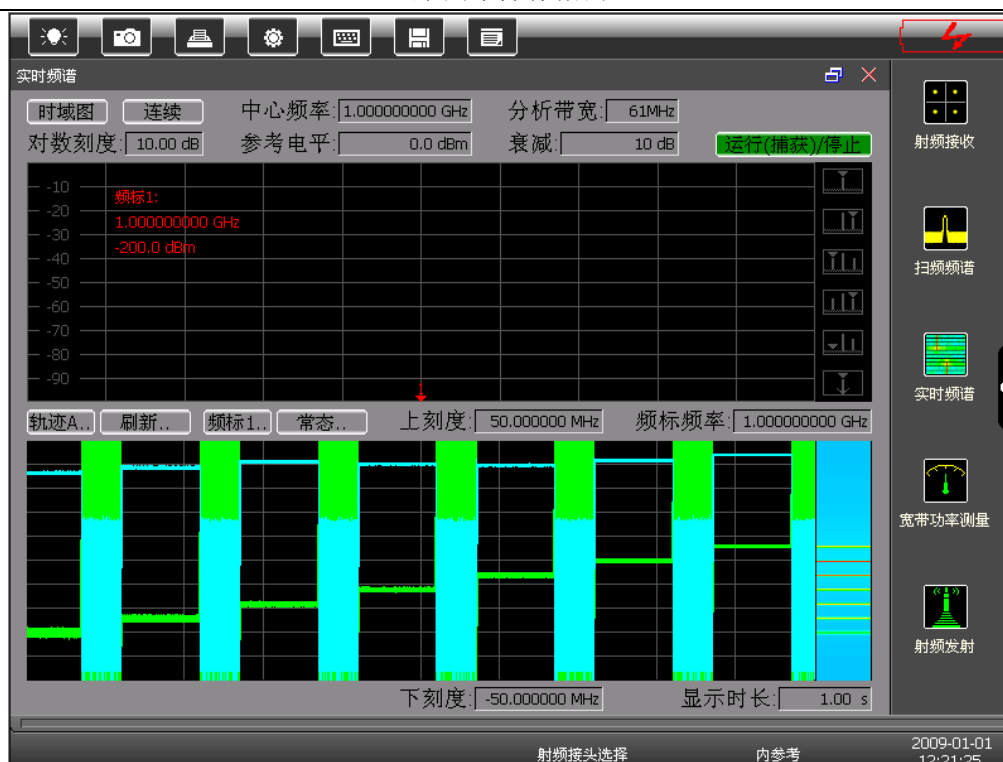 实时频谱
时域图 连续 中心频率: 1.000000000 GHz 分析带宽: 61MHz
对数刻度: 10.00 dB 参考电平: 0.0 dBm 衰减: 10 dB 运行(捕获)/停止
-10
频标1:
-20
1.000000000 GHz
-30
-200.0 dBm
-40
-50
-60
-70
-80
-90
轨迹A.. 刷新.. 频标1.. 常态.. 上刻度: 50.000000 MHz 频标频率: 1.000000000 GHz
下刻度: -50.000000 MHz 显示时长: 1.00 s
射频接收
扫频频谱
实时频谱
宽带功率测量
射频发射
射频接头选择 内参考 2009-01-01
12:21:25